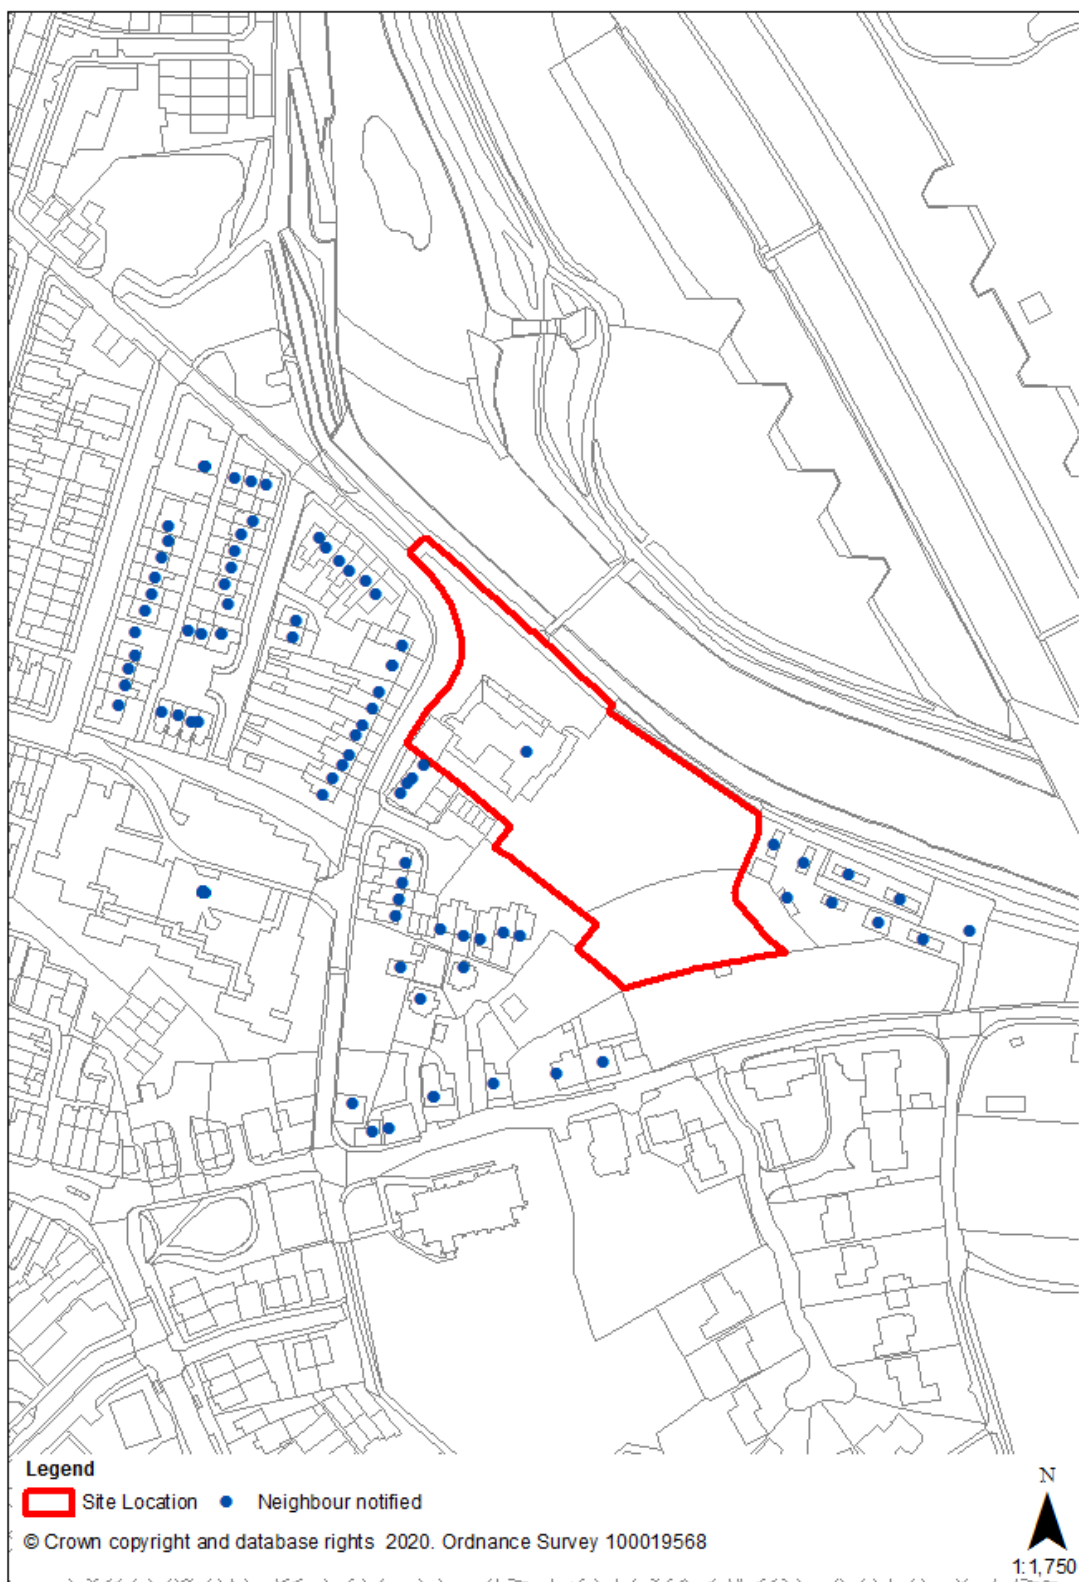 Legend
Site Location Neighbour notified
© Crown copyright and database rights 2020. Ordnance Survey 100019568
N
1:1,750